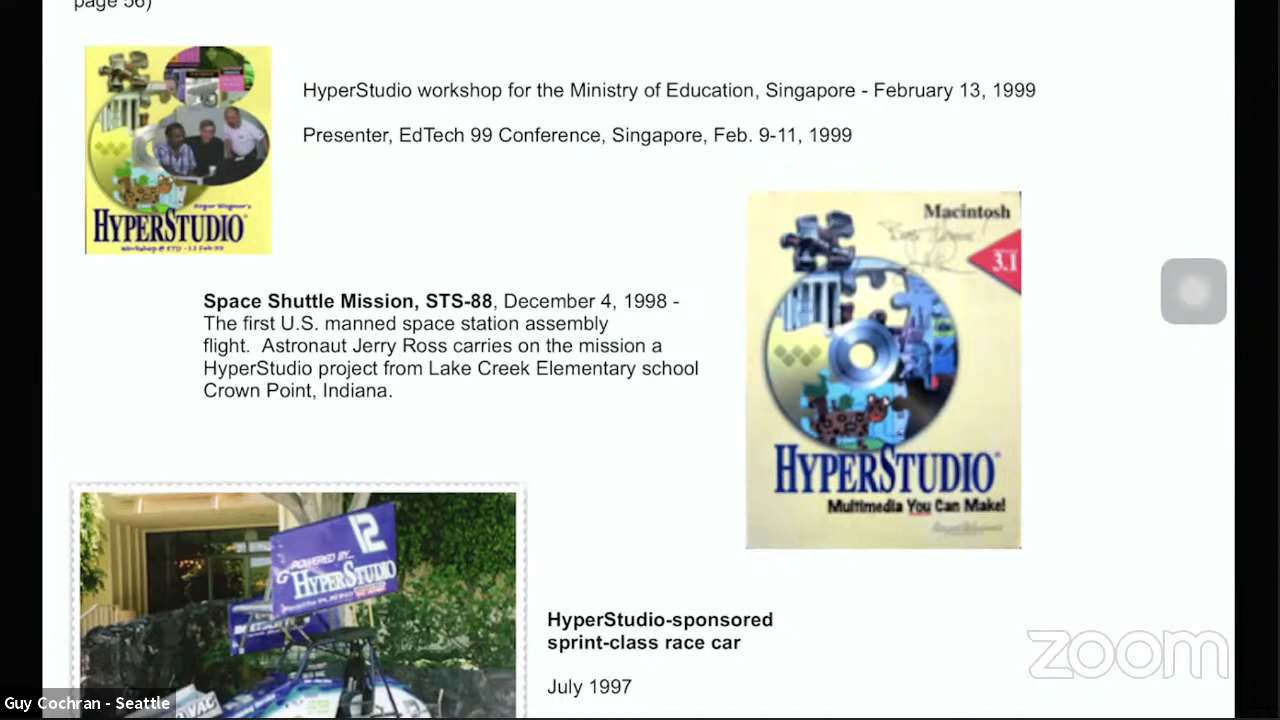 page 56)
HyperStudio workshop for the Ministry of Education, Singapore - February 13, 1999
Presenter, EdTech 99 Conference, Singapore, Feb. 9-11, 1999
Roger Wagner's
HYPERSTUDIO
Macintosh
3.1
Space Shuttle Mission, STS-88, December 4, 1998 -
The first U.S. manned space station assembly
flight.  Astronaut Jerry Ross carries on the mission a
HyperStudio project from Lake Creek Elementary school
Crown Point, Indiana.
HYPERSTUDIO
Multimedia You Can Make!
12
POWERED BY...
HYPERSTUDIO
HyperStudio-sponsored
sprint-class race car
July 1997
zoom
Guy Cochran - Seattle